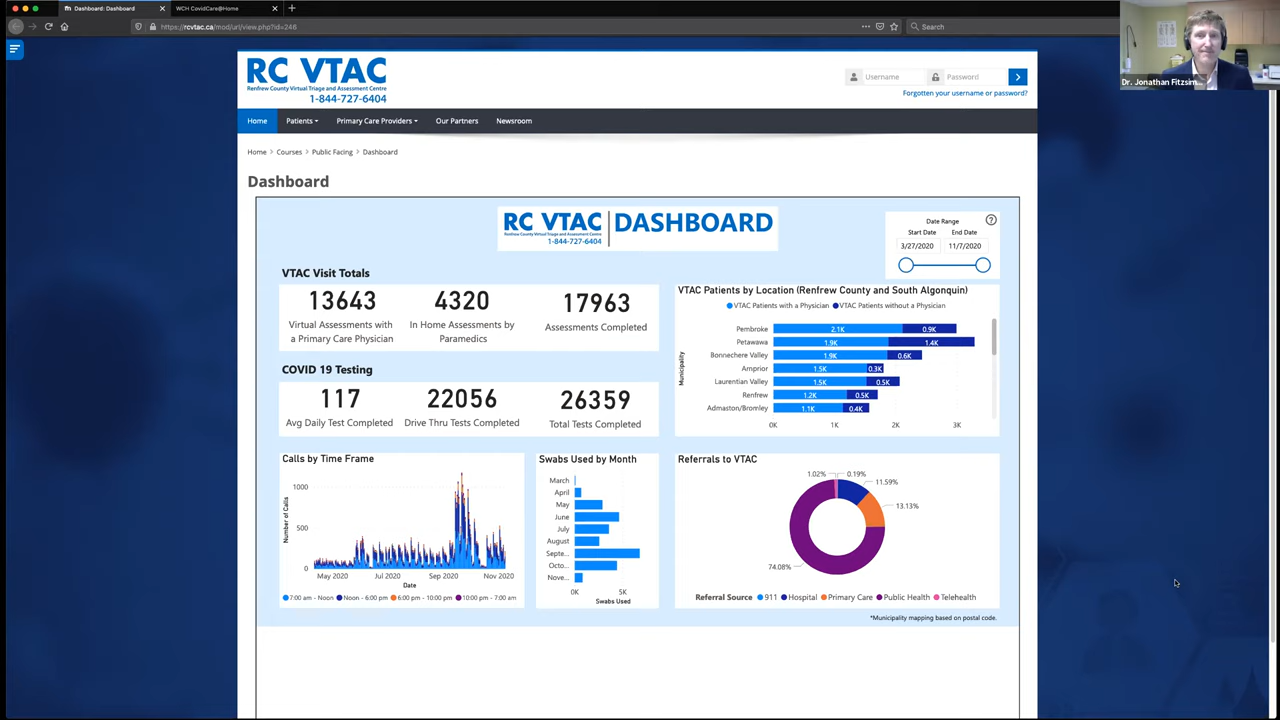 Dashboard: Dashboard
WCH CovidCare@Home
https://rcvtac.ca/mod/url/view.php?id=246
Search
Dr. Jonathan Fitzsim...
RC VTAC
Renfrew County Virtual Triage and Assessment Centre
1-844-727-6404
Username
Password
Forgotten your username or password?
Home
Patients
Primary Care Providers
Our Partners
Newsroom
Home > Courses > Public Facing > Dashboard
Dashboard
RC VTAC
Renfrew County Virtual Triage and Assessment Centre
1-844-727-6404
DASHBOARD
Date Range
Start Date
End Date
3/27/2020
11/7/2020
VTAC Visit Totals
13643
Virtual Assessments with
a Primary Care Physician
4320
In Home Assessments by
Paramedics
17963
Assessments Completed
COVID 19 Testing
117
Avg Daily Test Completed
22056
Drive Thru Tests Completed
26359
Total Tests Completed
VTAC Patients by Location (Renfrew County and South Algonquin)
VTAC Patients with a Physician
VTAC Patients without a Physician
Municipality
Pembroke 2.1K 0.9K
Petawawa 1.9K 1.4K
Bonnechere Valley 1.9K 0.6K
Arnprior 1.5K 0.3K
Laurentian Valley 1.5K 0.5K
Renfrew 1.2K 0.5K
Admaston/Bromley 1.1K 0.4K
0K 1K 2K 3K
Calls by Time Frame
Number of Calls
1000
500
0
May 2020 Jul 2020 Sep 2020 Nov 2020
Date
7:00 am - Noon
Noon - 6:00 pm
6:00 pm - 10:00 pm
10:00 pm - 7:00 am
Swabs Used by Month
March
April
May
June
July
August
Septe...
Octo...
Nove...
0K 5K
Swabs Used
Referrals to VTAC
1.02%
0.19%
11.59%
13.13%
74.08%
Referral Source
911
Hospital
Primary Care
Public Health
Telehealth
*Municipality mapping based on postal code.